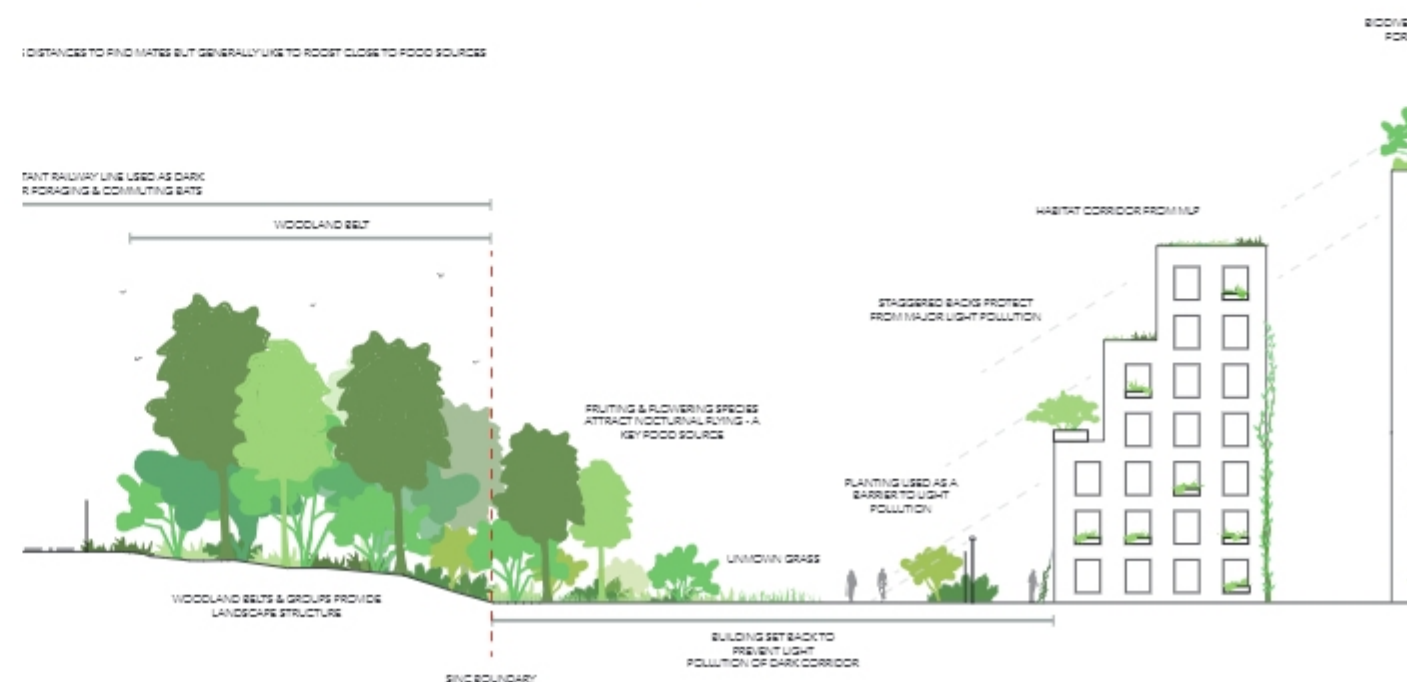 BIODIVE
FOR
DISTANCES TO FIND MATES BUT GENERALLY LIKE TO ROOST CLOSE TO FOOD SOURCES
TANT RAILWAY LINE USED AS DARK
R FORAGING & COMMUTING BATS
WOODLAND BELT
HABITAT CORRIDOR FROM MLP
STAGGERED BACKS PROTECT
FROM MAJOR LIGHT POLLUTION
FRUITING & FLOWERING SPECIES
ATTRACT NOCTURNAL FLYING - A
KEY FOOD SOURCE
PLANTING USED AS A
BARRIER TO LIGHT
POLLUTION
UNMOWN GRASS
WOODLAND BELTS & GROUPS PROVIDE
LANDSCAPE STRUCTURE
BUILDING SET BACK TO
PREVENT LIGHT
POLLUTION OF DARK CORRIDOR
SINC BOUNDARY